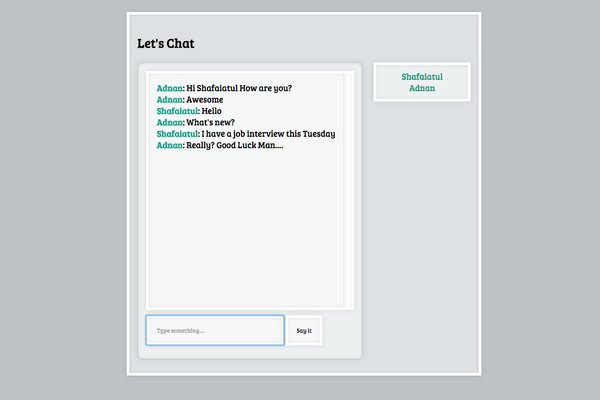 Let's Chat
Adnan: Hi Shafaiatul How are you?
Adnan: Awesome
Shafaiatul: Hello
Adnan: What's new?
Shafaiatul: I have a job interview this Tuesday
Adnan: Really? Good Luck Man....
Type something...
Say it
Shafaiatul
Adnan